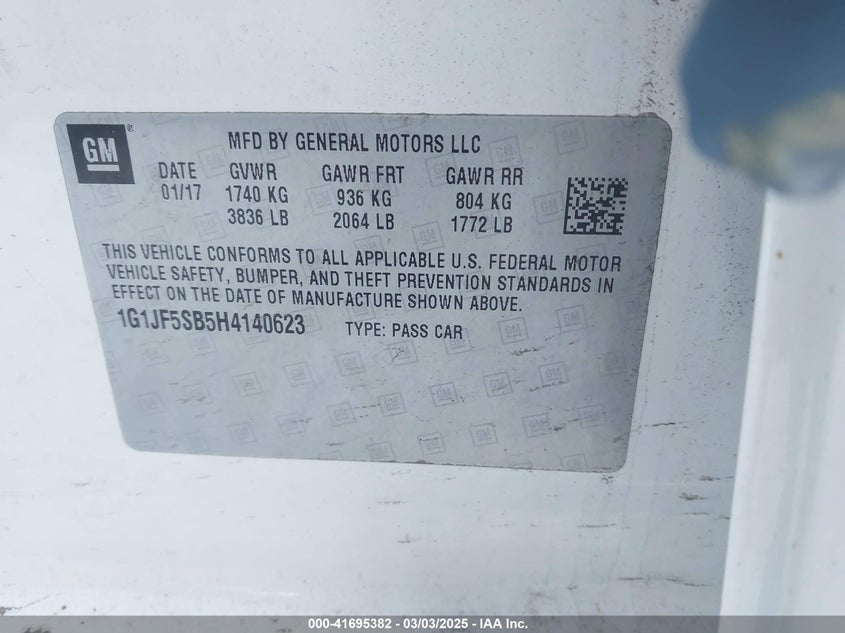 GM
MFD BY GENERAL MOTORS LLC
DATE GVWR GAWR FRT GAWR RR
01/17 1740 KG 936 KG 804 KG
3836 LB 2064 LB 1772 LB
THIS VEHICLE CONFORMS TO ALL APPLICABLE U.S. FEDERAL MOTOR
VEHICLE SAFETY, BUMPER, AND THEFT PREVENTION STANDARDS IN
EFFECT ON THE DATE OF MANUFACTURE SHOWN ABOVE.
1G1JF5SB5H4140623 TYPE: PASS CAR
000-41695382 - 03/03/2025 - IAA Inc.